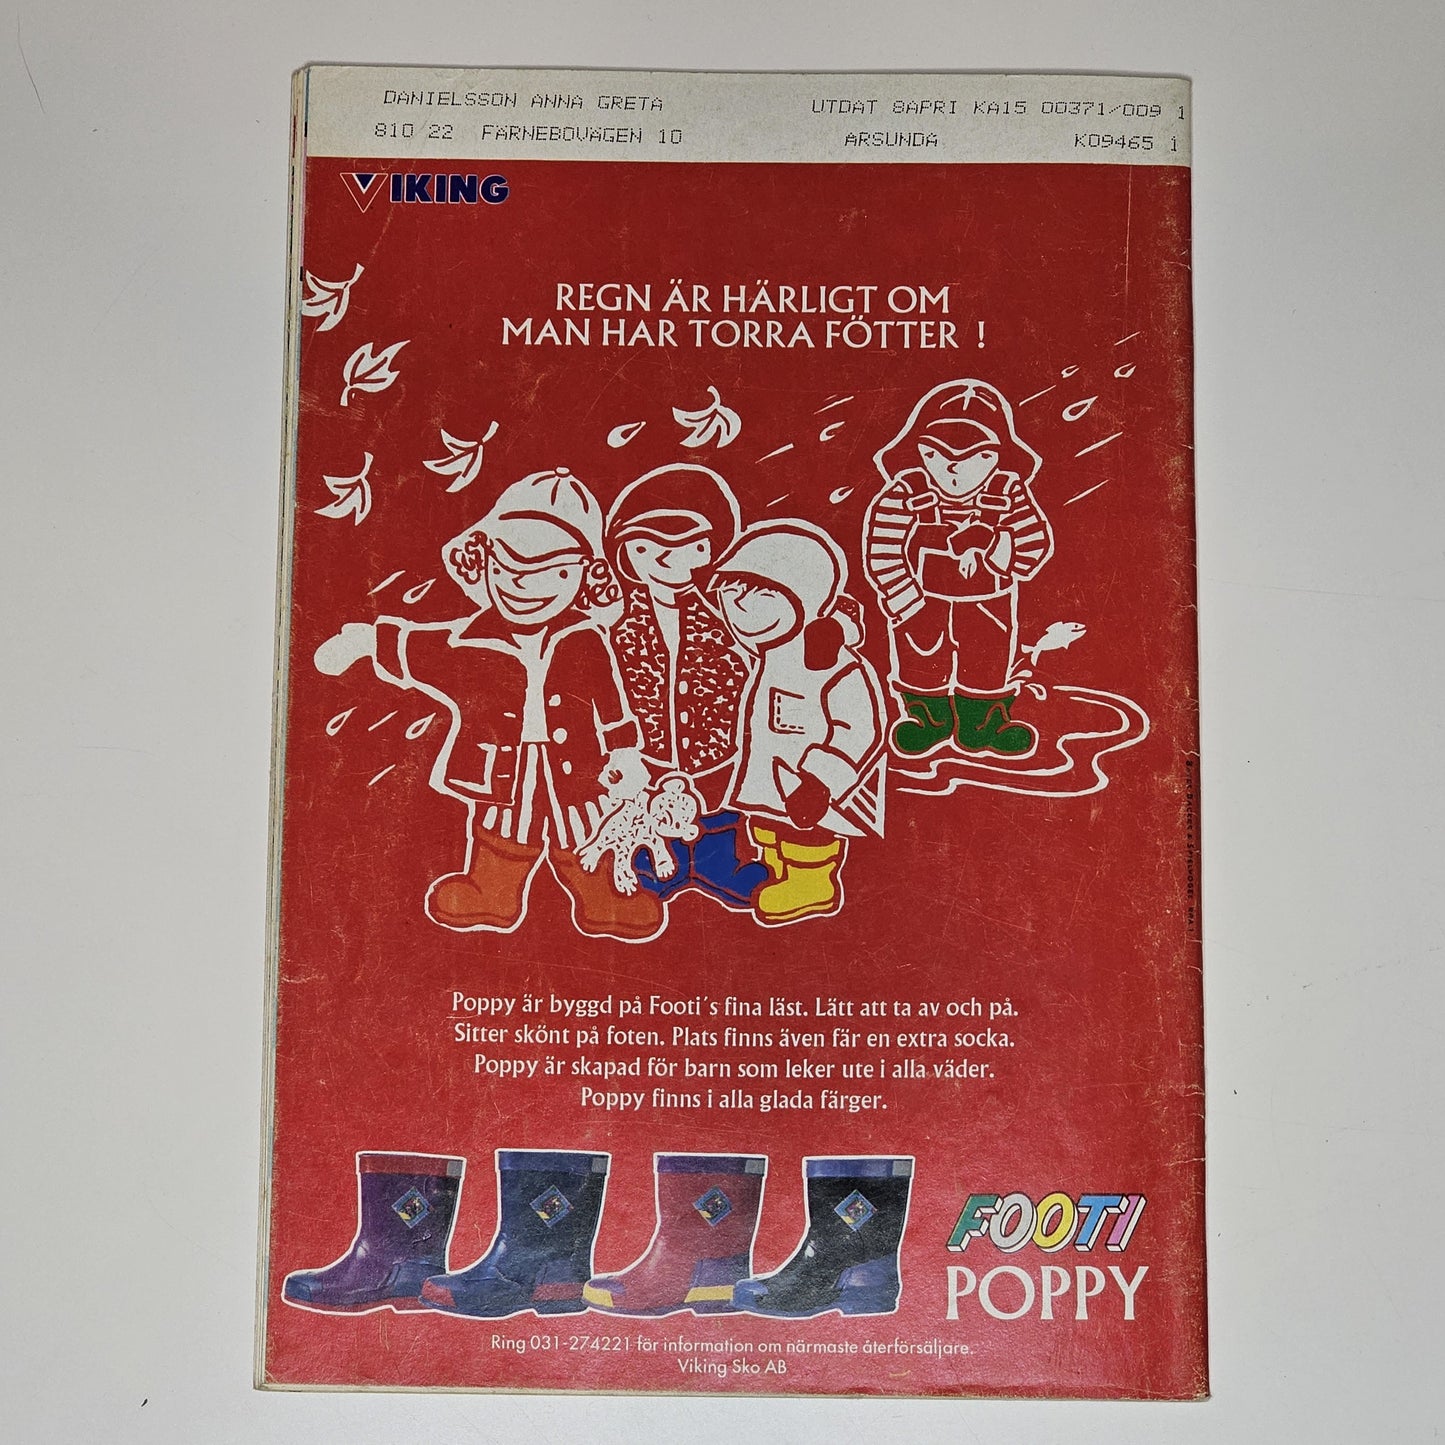 DANIELSSON ANNA GRETA UTDAT 8APRI KA15 00371/009 1
810 22 FARNEBOVAGEN 10 ARSUNDA K09465 1
VIKING
REGN ÄR HÄRLIGT OM
MAN HAR TORRA FÖTTER !
Poppy är byggd på Footi´s fina läst. Lätt att ta av och på.
Sitter skönt på foten. Plats finns även fär en extra socka.
Poppy är skapad för barn som leker ute i alla väder.
Poppy finns i alla glada färger.
FOOTI
POPPY
Ring 031-274221 för information om närmaste återförsäljare.
Viking Sko AB